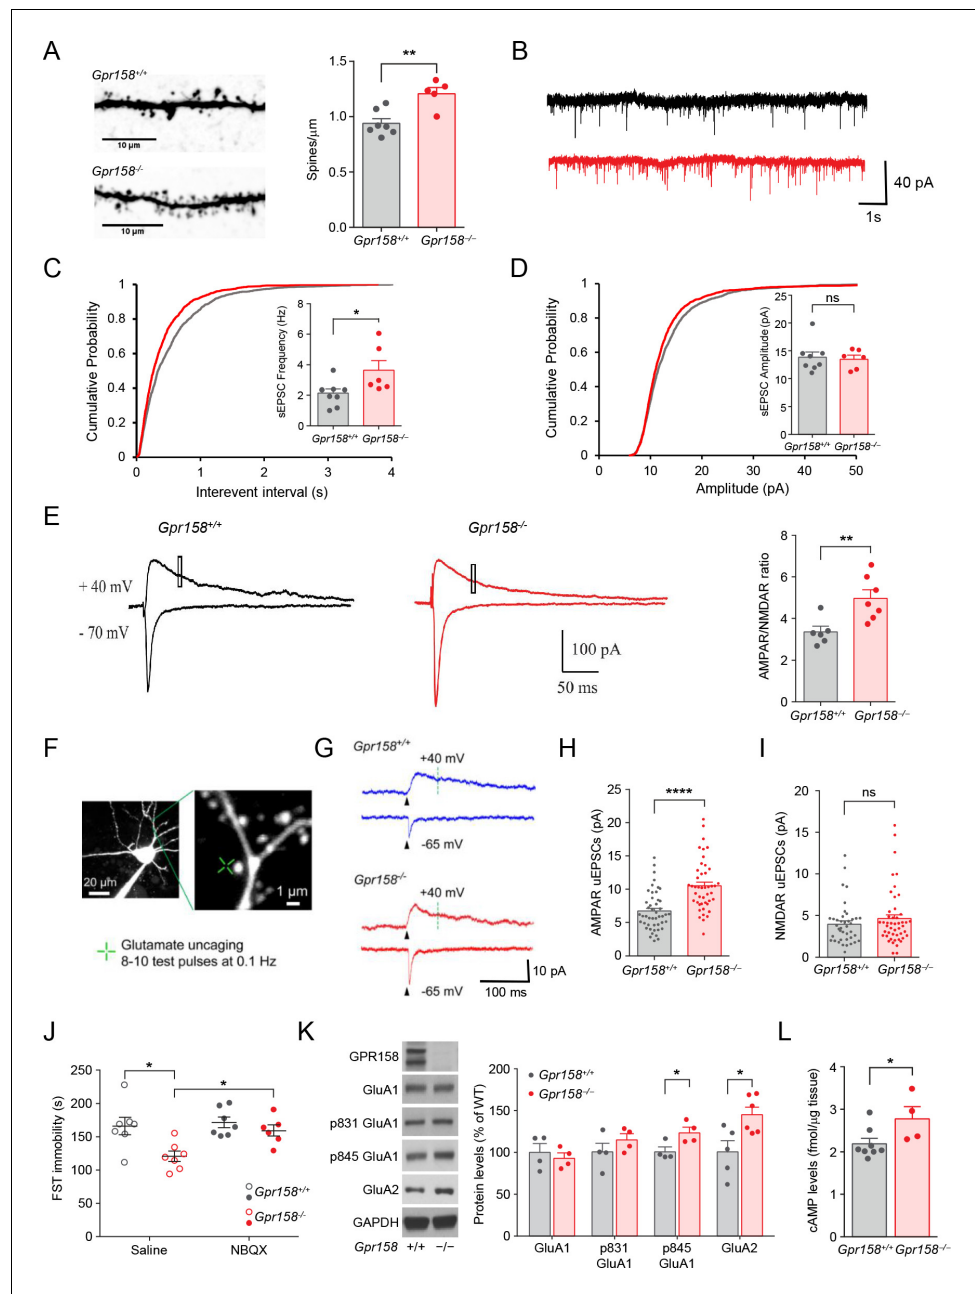 A
Gpr158+/+
10 µm
Gpr158-/-
10 µm
**
1.5
1.0
0.5
0.0
Spines/µm
Gpr158+/+ Gpr158−/−
B
40 pA
1s
C
1
0.8
0.6
0.4
0.2
0
Cumulative Probability
0 1 2 3 4
Interevent interval (s)
*
8
6
4
2
0
sEPSC Frequency (Hz)
Gpr158+/+ Gpr158−/−
D
1
0.8
0.6
0.4
0.2
0
Cumulative Probability
0 10 20 30 40 50
Amplitude (pA)
ns
25
20
15
10
5
0
sEPSC Amplitude (pA)
Gpr158+/+ Gpr158−/−
E
Gpr158+/+
Gpr158-/-
+ 40 mV
- 70 mV
100 pA
50 ms
**
8
6
4
2
0
AMPAR/NMDAR ratio
Gpr158+/+ Gpr158−/−
F
20 µm
1 µm
Glutamate uncaging
8-10 test pulses at 0.1 Hz
G
Gpr158+/+
+40 mV
-65 mV
Gpr158-/-
+40 mV
-65 mV
10 pA
100 ms
H
****
25
20
15
10
5
0
AMPAR uEPSCs (pA)
Gpr158+/+ Gpr158−/−
I
ns
20
15
10
5
0
NMDAR uEPSCs (pA)
Gpr158+/+ Gpr158−/−
J
*
*
250
200
150
100
50
0
FST immobility (s)
Gpr158+/+
Gpr158-/-
Saline NBQX
K
GPR158
GluA1
p831 GluA1
p845 GluA1
GluA2
GAPDH
Gpr158 +/+ −/−
Gpr158+/+
Gpr158−/−
*
*
200
150
100
50
0
Protein levels (% of WT)
GluA1 p831 GluA1 p845 GluA1 GluA2
L
*
4
3
2
1
0
cAMP levels (fmol/µg tissue)
Gpr158+/+ Gpr158−/−